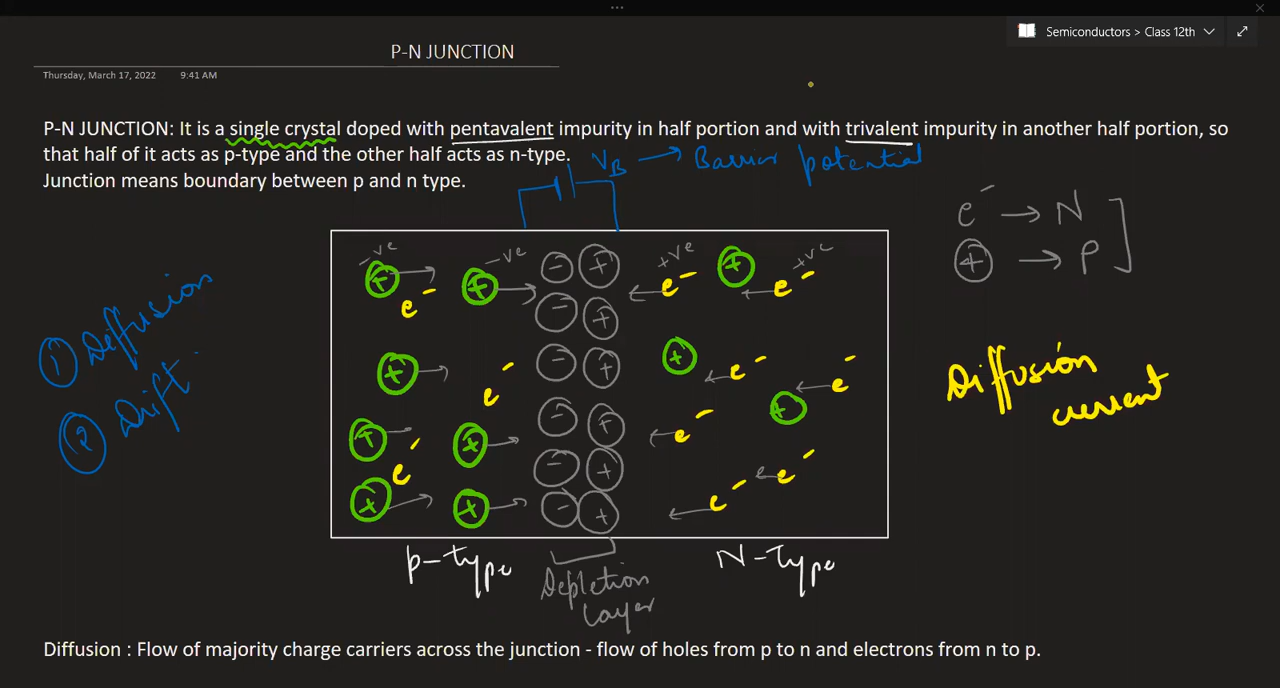 Semiconductors > Class 12th
P-N JUNCTION
Thursday, March 17, 2022 9:41 AM
P-N JUNCTION: It is a single crystal doped with pentavalent impurity in half portion and with trivalent impurity in another half portion, so
that half of it acts as p-type and the other half acts as n-type.
VB → Barrier potential
Junction means boundary between p and n type.
e⁻ → N
+ → P
① Diffusion
② Drift
-ve -ve - + +ve +ve
+ + + e⁻ e⁻
e⁻ - +
+ e⁻ - + + e⁻ e⁻
+ e⁻ + - + e⁻ +
- +
+ + - + e⁻ e⁻
Diffusion
current
P-type N-type
Depletion
Layer
Diffusion : Flow of majority charge carriers across the junction - flow of holes from p to n and electrons from n to p.